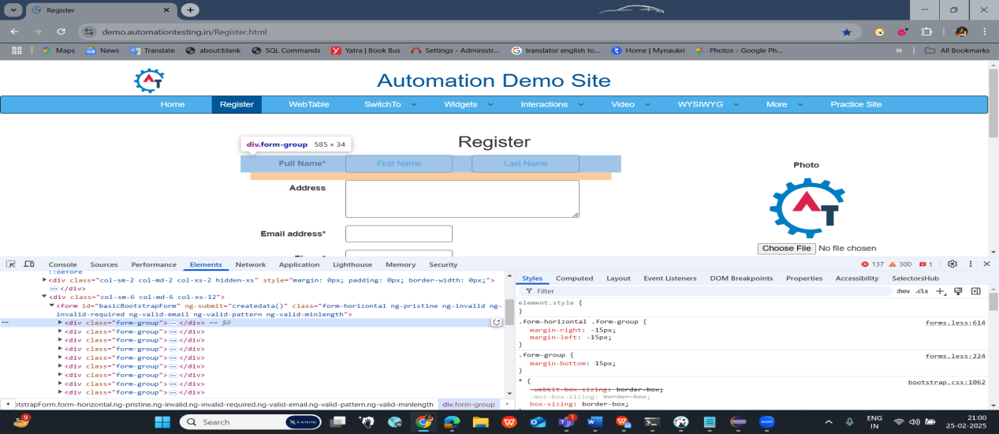 Register
demo.automationtesting.in/Register.html
Maps News Translate about:blank SQL Commands Yatra | Book Bus Settings - Administr... translator english to... Home | Mynaukri Photos - Google Ph... » All Bookmarks
AT
Automation Demo Site
Home Register WebTable SwitchTo Widgets Interactions Video WYSIWYG More Practice Site
Register
div.form-group 585 × 34
Full Name* First Name Last Name
Photo
Address
AT
Email address*
Choose File No file chosen
Console Sources Performance Elements Network Application Lighthouse Memory Security 137 300 1
::before
<div class="col-sm-2 col-md-2 col-xs-2 hidden-xs" style="margin: 0px; padding: 0px; border-width: 0px;">
… </div>
<div class="col-sm-6 col-md-6 col-xs-12">
<form id="basicBootstrapForm" ng-submit="createdata()" class="form-horizontal ng-pristine ng-invalid ng-
invalid-required ng-valid-email ng-valid-pattern ng-valid-minlength">
… <div class="form-group"> … </div> == $0
<div class="form-group"> … </div>
<div class="form-group"> … </div>
<div class="form-group"> … </div>
<div class="form-group"> … </div>
<div class="form-group"> … </div>
<div class="form-group"> … </div>
<div class="form-group"> … </div>
<div class="form-group"> … </div>
otstrapForm.form-horizontal.ng-pristine.ng-invalid.ng-invalid-required.ng-valid-email.ng-valid-pattern.ng-valid-minlength div.form-group
Styles Computed Layout Event Listeners DOM Breakpoints Properties Accessibility SelectorsHub
Filter :hov .cls
element.style {
}
.form-horizontal .form-group { forms.less:614
margin-right: -15px;
margin-left: -15px;
}
.form-group { forms.less:224
margin-bottom: 15px;
}
* { bootstrap.css:1062
-webkit-box-sizing: border-box;
-moz-box-sizing: border-box;
box-sizing: border-box;
9
Search
KANINI
1
zoom
ENG
IN
21:00
25-02-2025